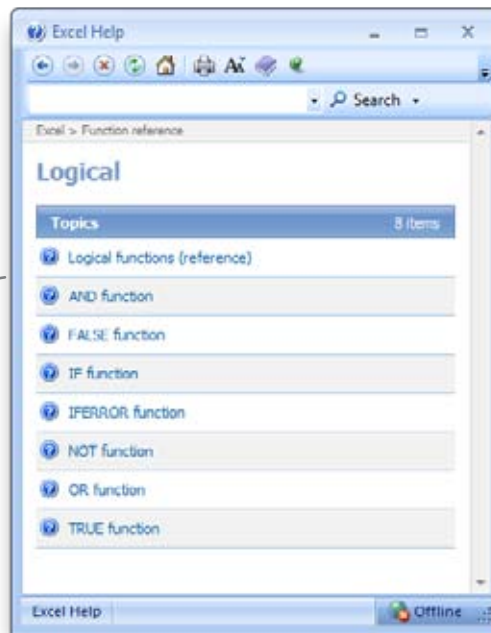 Excel Help
Search
Excel > Function reference
Logical
Topics 8 items
Logical functions (reference)
AND function
FALSE function
IF function
IFERROR function
NOT function
OR function
TRUE function
Excel Help Offline